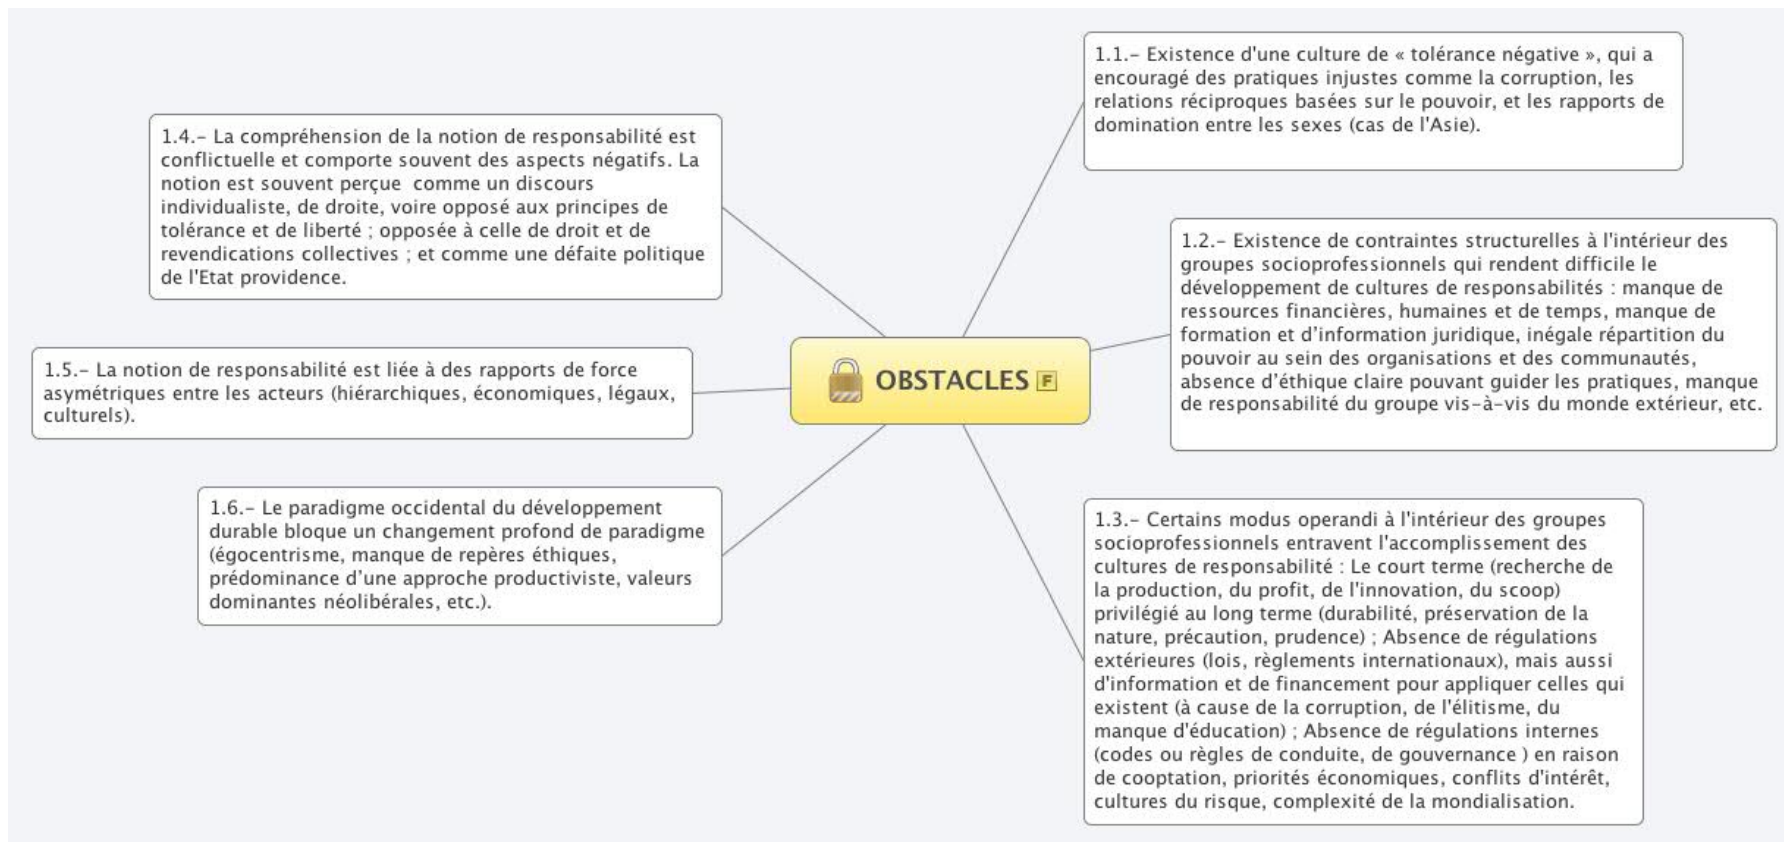 1.1.– Existence d'une culture de « tolérance négative », qui a
encouragé des pratiques injustes comme la corruption, les
relations réciproques basées sur le pouvoir, et les rapports de
domination entre les sexes (cas de l'Asie).
1.2.– Existence de contraintes structurelles à l'intérieur des
groupes socioprofessionnels qui rendent difficile le
développement de cultures de responsabilités : manque de
ressources financières, humaines et de temps, manque de
formation et d’information juridique, inégale répartition du
pouvoir au sein des organisations et des communautés,
absence d’éthique claire pouvant guider les pratiques, manque
de responsabilité du groupe vis–à–vis du monde extérieur, etc.
1.3.– Certains modus operandi à l'intérieur des groupes
socioprofessionnels entravent l'accomplissement des
cultures de responsabilité : Le court terme (recherche de
la production, du profit, de l'innovation, du scoop)
privilégié au long terme (durabilité, préservation de la
nature, précaution, prudence) ; Absence de régulations
extérieures (lois, règlements internationaux), mais aussi
d'information et de financement pour appliquer celles qui
existent (à cause de la corruption, de l'élitisme, du
manque d'éducation) ; Absence de régulations internes
(codes ou règles de conduite, de gouvernance ) en raison
de cooptation, priorités économiques, conflits d'intérêt,
cultures du risque, complexité de la mondialisation.
1.4.– La compréhension de la notion de responsabilité est
conflictuelle et comporte souvent des aspects négatifs. La
notion est souvent perçue  comme un discours
individualiste, de droite, voire opposé aux principes de
tolérance et de liberté ; opposée à celle de droit et de
revendications collectives ; et comme une défaite politique
de l'Etat providence.
1.5.– La notion de responsabilité est liée à des rapports de force
asymétriques entre les acteurs (hiérarchiques, économiques, légaux,
culturels).
1.6.– Le paradigme occidental du développement
durable bloque un changement profond de paradigme
(égocentrisme, manque de repères éthiques,
prédominance d’une approche productiviste, valeurs
dominantes néolibérales, etc.).
OBSTACLES F